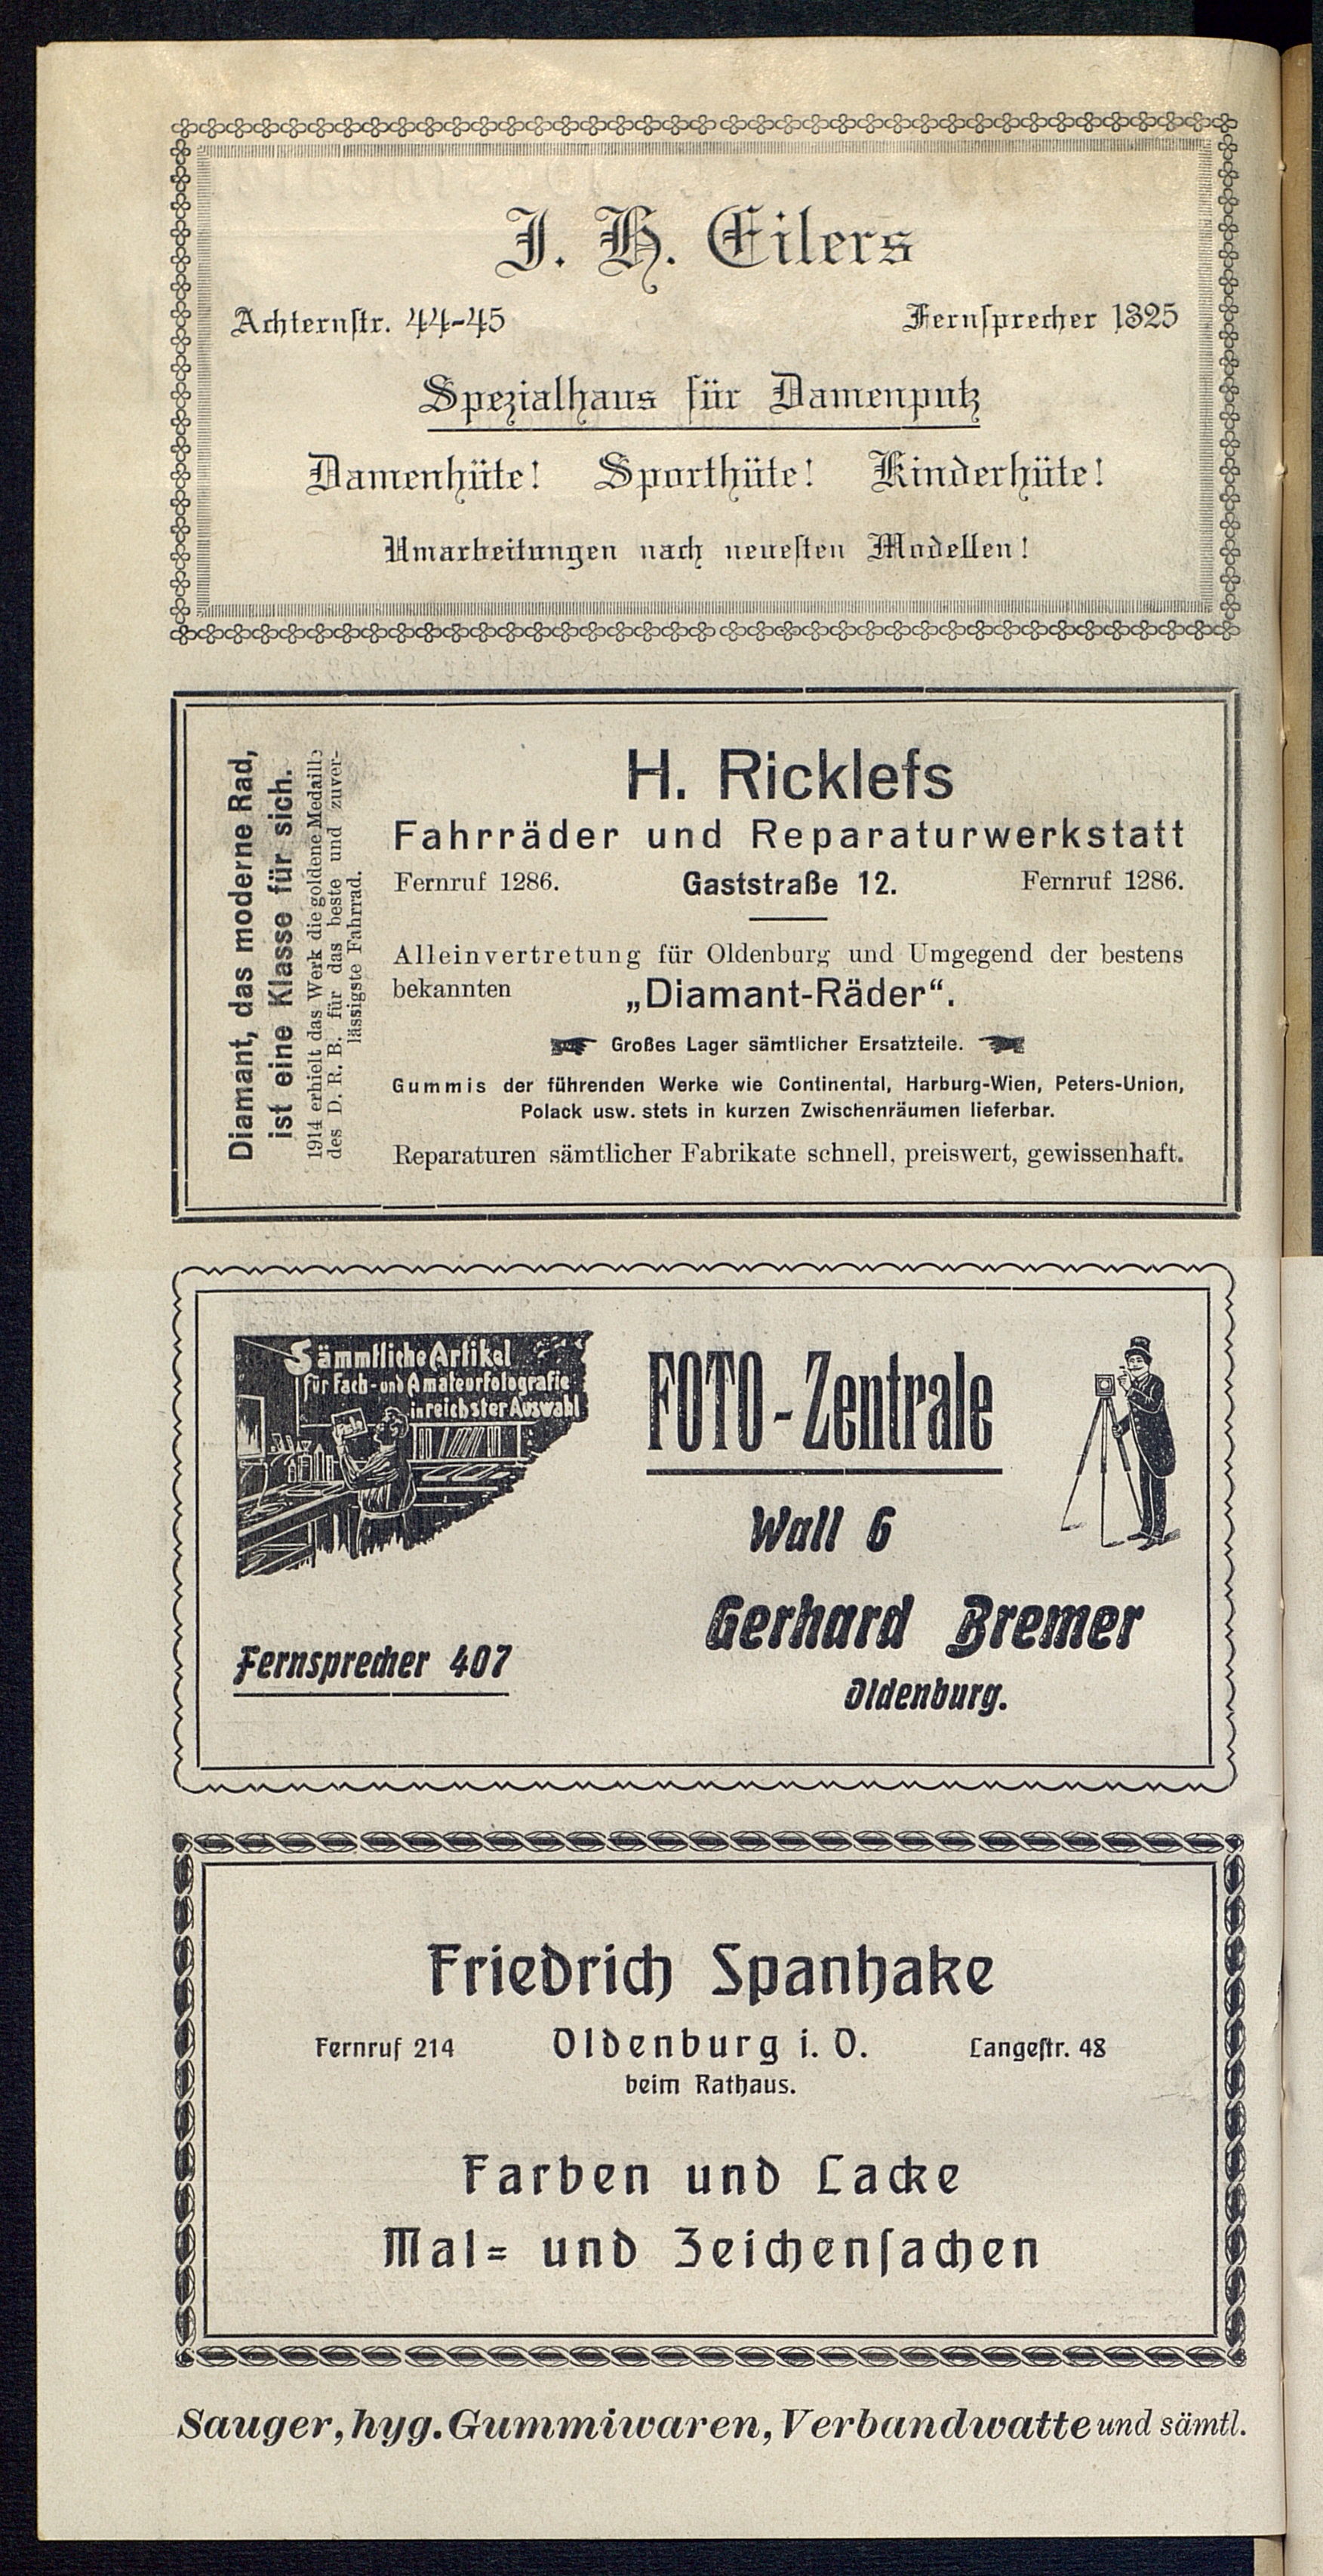 J. H. Eilers
Achternstr. 44-45 Fernsprecher 1325
Spezialhaus für Damenputz
Damenhüte! Sporthüte! Kinderhüte!
Umarbeitungen nach neuesten Modellen!
Diamant, das moderne Rad,
ist eine Klasse für sich.
1914 erhielt das Werk die goldene Medaille
des D. R. B. für das beste und zuver-
lässigste Fahrrad.
H. Ricklefs
Fahrräder und Reparaturwerkstatt
Fernruf 1286. Gaststraße 12. Fernruf 1286.
Alleinvertretung für Oldenburg und Umgegend der bestens
bekannten „Diamant-Räder“.
Großes Lager sämtlicher Ersatzteile.
Gummis der führenden Werke wie Continental, Harburg-Wien, Peters-Union,
Polack usw. stets in kurzen Zwischenräumen lieferbar.
Reparaturen sämtlicher Fabrikate schnell, preiswert, gewissenhaft.
Sämmtliche Artikel
für Fach- und Amateurfotografie
in reichster Auswahl
FOTO-Zentrale
Wall 6
Gerhard Bremer
Fernsprecher 407
Oldenburg.
Friedrich Spanhake
Fernruf 214 Oldenburg i. O. Langestr. 48
beim Rathaus.
Farben und Lacke
Mal= und Zeichensachen
Sauger, hyg. Gummiwaren, Verbandwatte und sämtl.